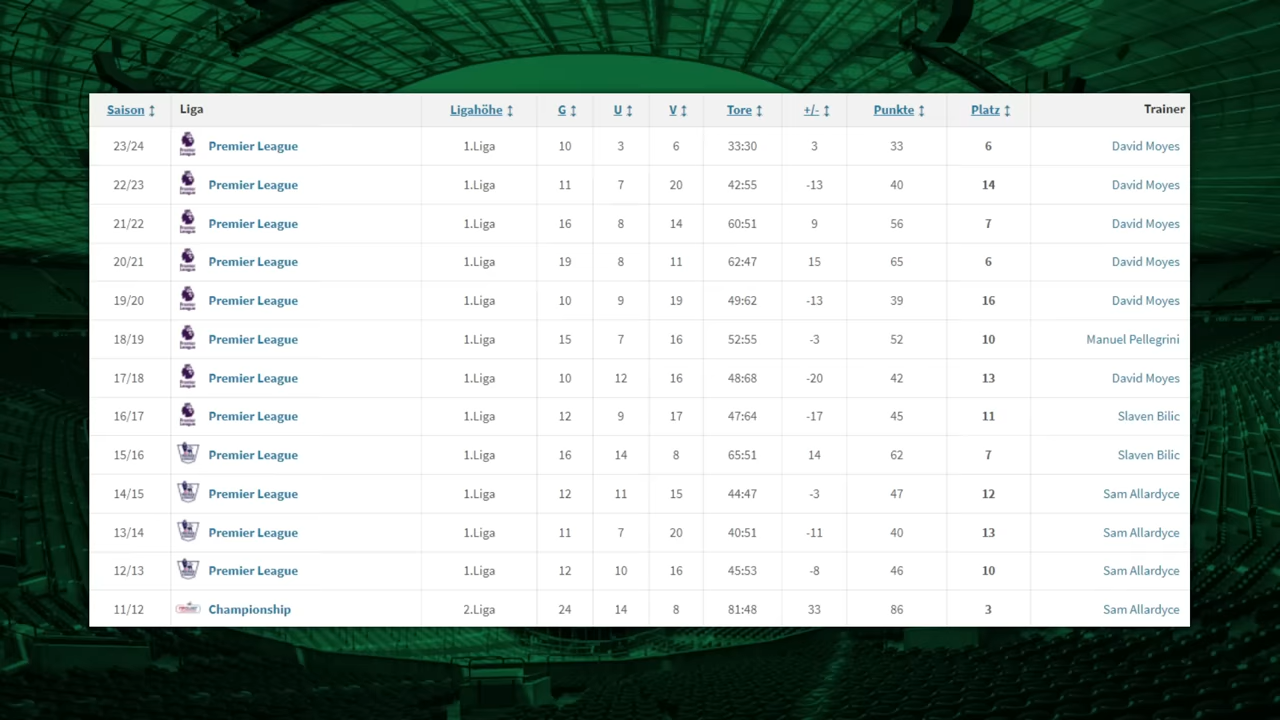 Saison ↕ Liga Ligahöhe ↕ G ↕ U ↕ V ↕ Tore ↕ +/- ↕ Punkte ↕ Platz ↕ Trainer
23/24 Premier League 1.Liga 10 3 6 33:30 3 33 6 David Moyes
22/23 Premier League 1.Liga 11 7 20 42:55 -13 40 14 David Moyes
21/22 Premier League 1.Liga 16 8 14 60:51 9 56 7 David Moyes
20/21 Premier League 1.Liga 19 8 11 62:47 15 65 6 David Moyes
19/20 Premier League 1.Liga 10 9 19 49:62 -13 39 16 David Moyes
18/19 Premier League 1.Liga 15 7 16 52:55 -3 52 10 Manuel Pellegrini
17/18 Premier League 1.Liga 10 12 16 48:68 -20 42 13 David Moyes
16/17 Premier League 1.Liga 12 9 17 47:64 -17 45 11 Slaven Bilic
15/16 Premier League 1.Liga 16 14 8 65:51 14 62 7 Slaven Bilic
14/15 Premier League 1.Liga 12 11 15 44:47 -3 47 12 Sam Allardyce
13/14 Premier League 1.Liga 11 7 20 40:51 -11 40 13 Sam Allardyce
12/13 Premier League 1.Liga 12 10 16 45:53 -8 46 10 Sam Allardyce
11/12 Championship 2.Liga 24 14 8 81:48 33 86 3 Sam Allardyce